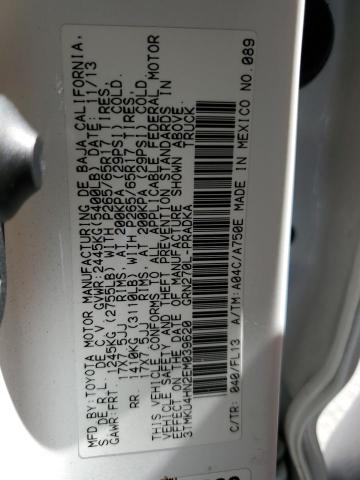 MFD.BY:TOYOTA MOTOR MANUFACTURING DE BAJA CALIFORNIA,
S.DE R.L. DE C.V. GVWR:2445KG(5400LB) DATE: 11/13
GAWR:FRT. 1245KG (2755LB) WITH P265/65R17 TIRES,
17X7.5JJ RIMS, AT 200KPA (29PSI) COLD.
RR. 1410KG (3110LB) WITH P265/65R17 TIRES,
17X7.5JJ RIMS, AT 200KPA (29PSI) COLD.
THIS VEHICLE CONFORMS TO ALL APPLICABLE FEDERAL MOTOR
VEHICLE SAFETY AND THEFT PREVENTION STANDARDS IN
EFFECT ON THE DATE OF MANUFACTURE SHOWN ABOVE.
3TMKU4HN2EM039620 GRN270L-PRADKA TRUCK
C/TR: 040/FL13 A/TM:A04C/A750E MADE IN MEXICO NO.089